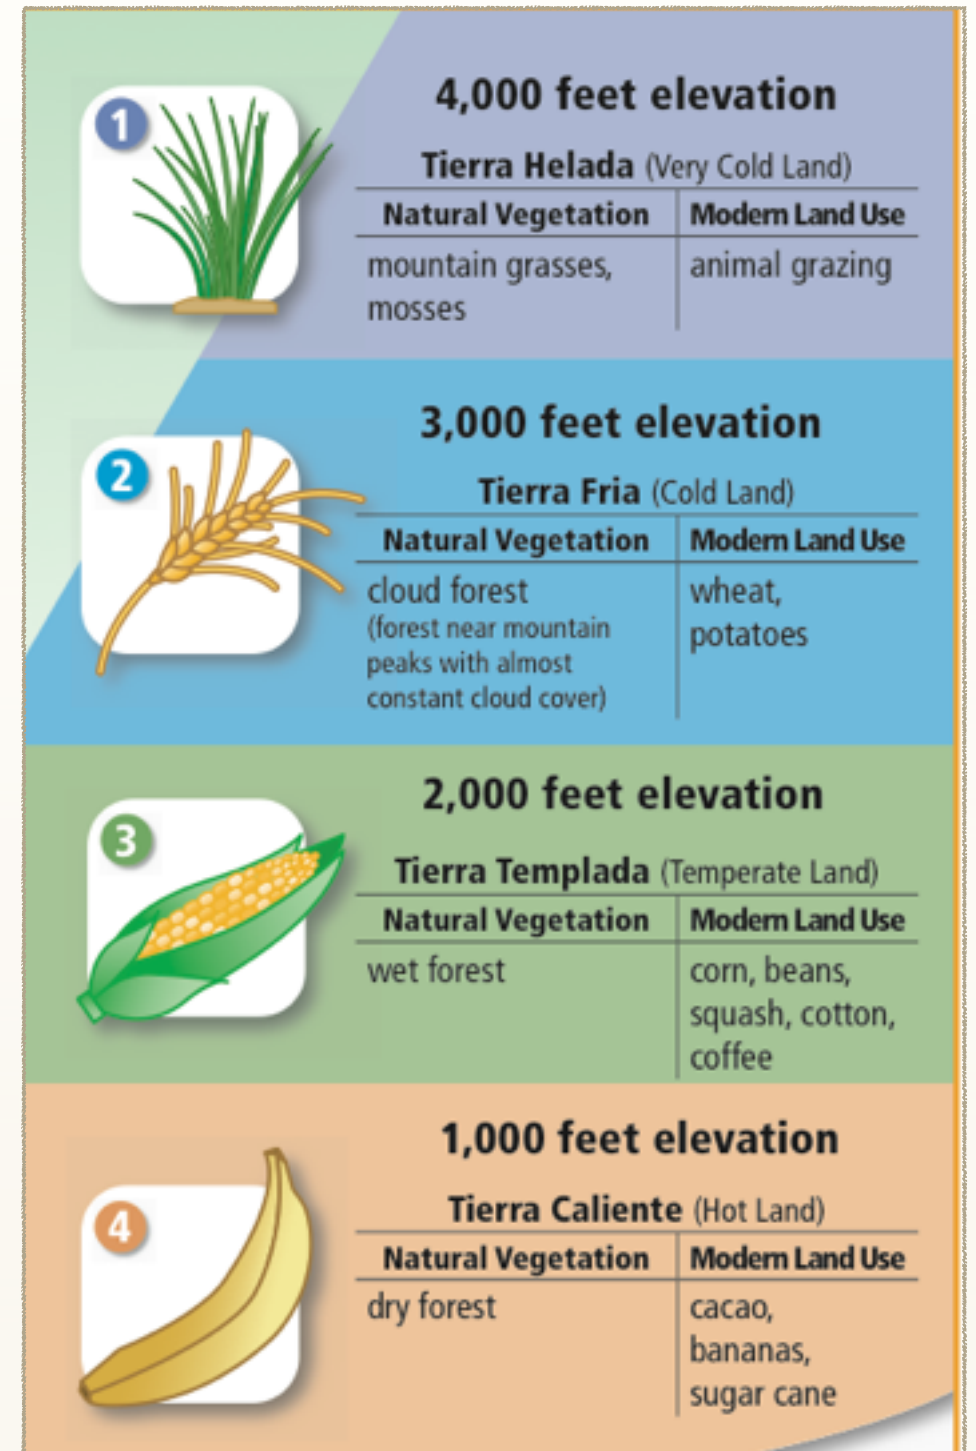 1
4,000 feet elevation
Tierra Helada (Very Cold Land)
Natural Vegetation Modern Land Use
mountain grasses, animal grazing
mosses
2
3,000 feet elevation
Tierra Fria (Cold Land)
Natural Vegetation Modern Land Use
cloud forest wheat,
(forest near mountain potatoes
peaks with almost
constant cloud cover)
3
2,000 feet elevation
Tierra Templada (Temperate Land)
Natural Vegetation Modern Land Use
wet forest corn, beans,
squash, cotton,
coffee
4
1,000 feet elevation
Tierra Caliente (Hot Land)
Natural Vegetation Modern Land Use
dry forest cacao,
bananas,
sugar cane